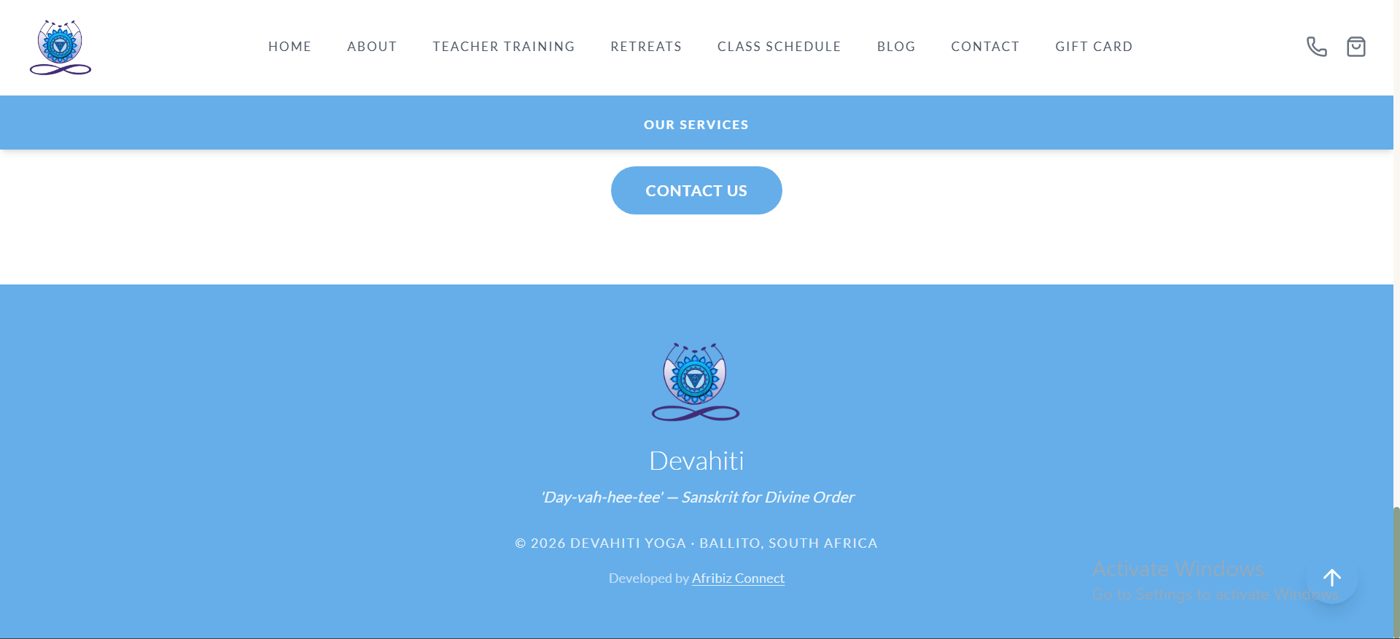 HOME ABOUT TEACHER TRAINING RETREATS CLASS SCHEDULE BLOG CONTACT GIFT CARD
OUR SERVICES
CONTACT US
Devahiti
'Day-vah-hee-tee' — Sanskrit for Divine Order
© 2026 DEVAHITI YOGA · BALLITO, SOUTH AFRICA
Developed by Afribiz Connect
Activate Windows
Go to Settings to activate Windows.